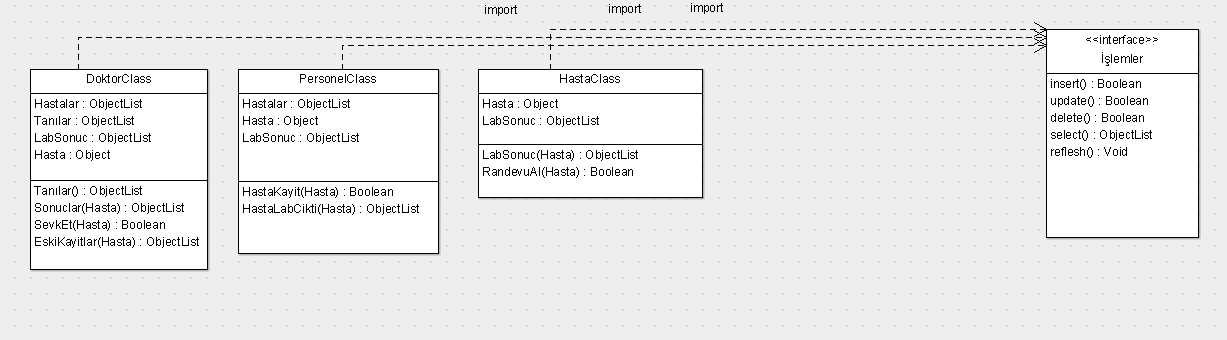 import
import
import
DoktorClass
Hastalar : ObjectList
Tanılar : ObjectList
LabSonuc : ObjectList
Hasta : Object
Tanılar() : ObjectList
Sonuclar(Hasta) : ObjectList
SevkEt(Hasta) : Boolean
EskiKayitlar(Hasta) : ObjectList
PersonelClass
Hastalar : ObjectList
Hasta : Object
LabSonuc : ObjectList
HastaKayit(Hasta) : Boolean
HastaLabCikti(Hasta) : ObjectList
HastaClass
Hasta : Object
LabSonuc : ObjectList
LabSonuc(Hasta) : ObjectList
RandevuAl(Hasta) : Boolean
<<interface>>
İşlemler
insert() : Boolean
update() : Boolean
delete() : Boolean
select() : ObjectList
reflesh() : Void